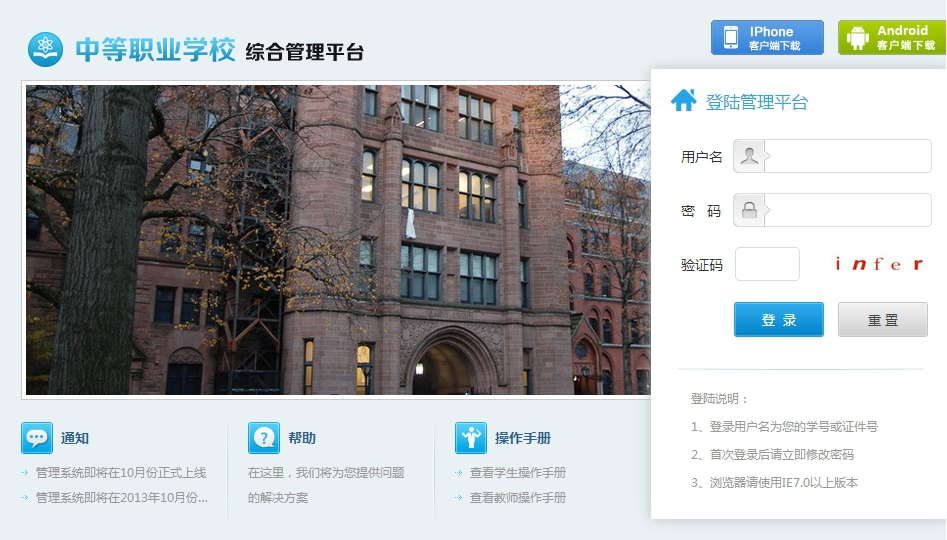 中等职业学校 综合管理平台
IPhone
客户端下载
Android
客户端下载
登陆管理平台
用户名
密 码
验证码
infer
登 录
重 置
登陆说明：
1、登录用户名为您的学号或证件号
2、首次登录后请立即修改密码
3、浏览器请使用IE7.0以上版本
通知
管理系统即将在10月份正式上线
管理系统即将在2013年10月份...
帮助
在这里，我们将为您提供问题
的解决方案
操作手册
查看学生操作手册
查看教师操作手册